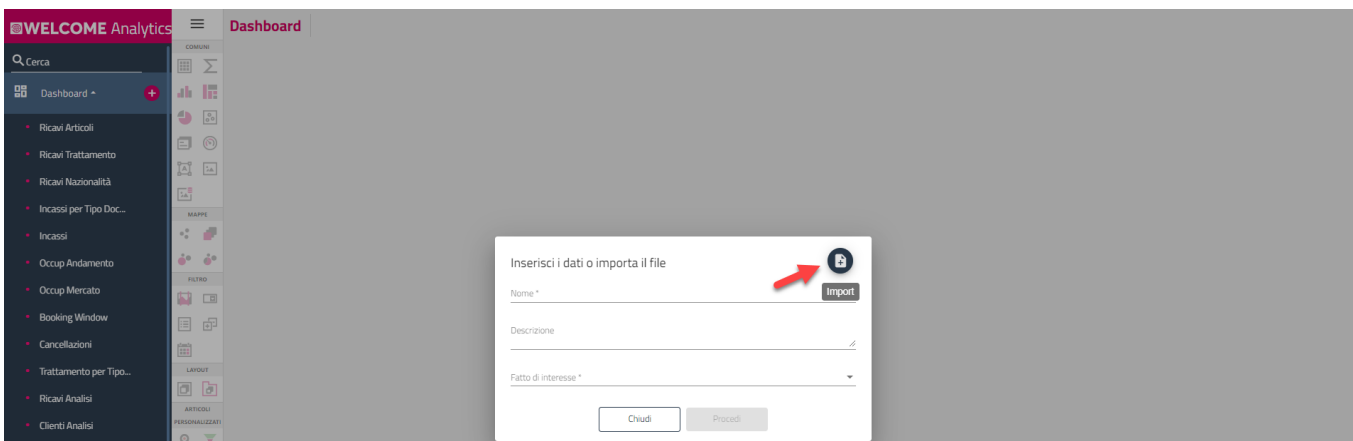 WELCOME Analytics
Dashboard
Cerca
Dashboard
Ricavi Articoli
Ricavi Trattamento
Ricavi Nazionalità
Incassi per Tipo Doc...
Incassi
Occup Andamento
Occup Mercato
Booking Window
Cancellazioni
Trattamento per Tipo...
Ricavi Analisi
Clienti Analisi
COMUNI
MAPPE
FILTRO
LAYOUT
ARTICOLI
PERSONALIZZATI
Inserisci i dati o importa il file
Import
Nome *
Descrizione
Fatto di interesse *
Chiudi
Procedi